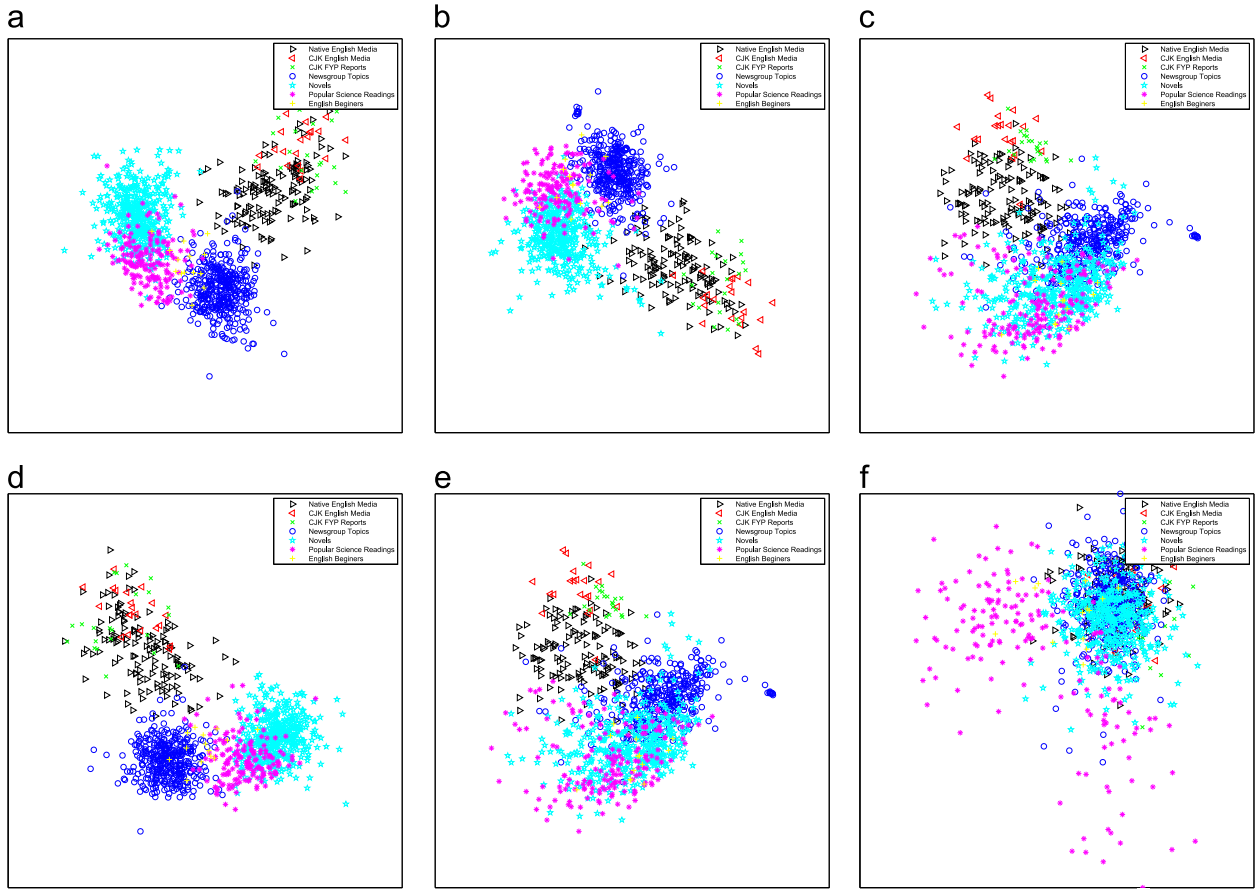 a
Native English Media
CJK English Media
CJK FYP Reports
Newsgroup Topics
Novels
Popular Science Readings
English Beginers
b
Native English Media
CJK English Media
CJK FYP Reports
Newsgroup Topics
Novels
Popular Science Readings
English Beginers
c
Native English Media
CJK English Media
CJK FYP Reports
Newsgroup Topics
Novels
Popular Science Readings
English Beginers
d
Native English Media
CJK English Media
CJK FYP Reports
Newsgroup Topics
Novels
Popular Science Readings
English Beginers
e
Native English Media
CJK English Media
CJK FYP Reports
Newsgroup Topics
Novels
Popular Science Readings
English Beginers
f
Native English Media
CJK English Media
CJK FYP Reports
Newsgroup Topics
Novels
Popular Science Readings
English Beginers